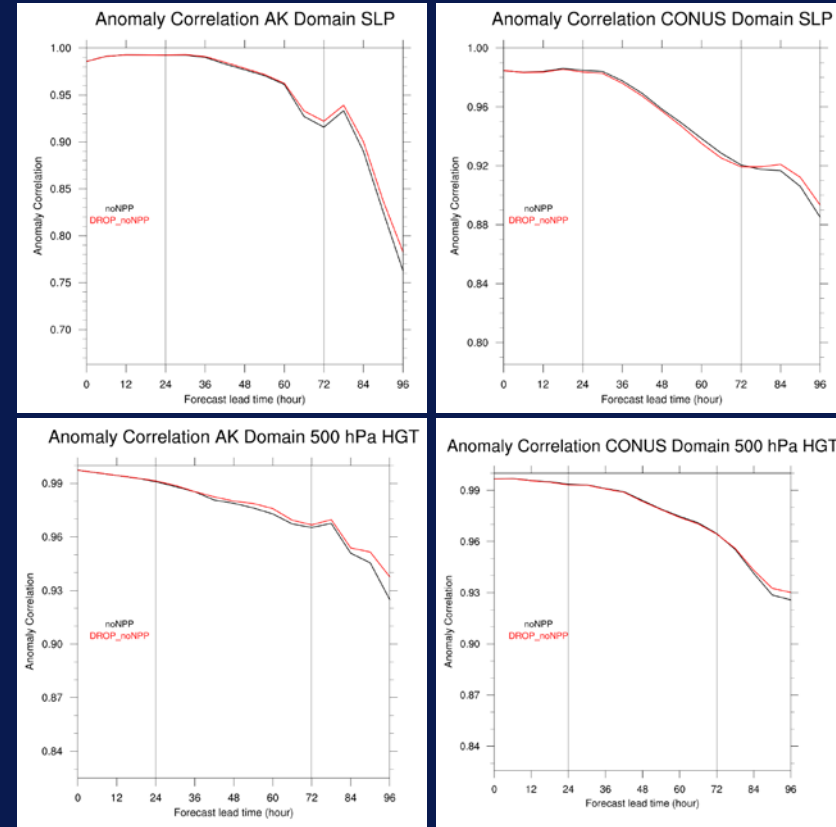 Anomaly Correlation AK Domain SLP
1.00
0.95
0.90
0.85
0.80
0.75
0.70
Anomaly Correlation
noNPP
DROP_noNPP
0 12 24 36 48 60 72 84 96
Forecast lead time (hour)
Anomaly Correlation CONUS Domain SLP
1.00
0.96
0.92
0.88
0.84
0.80
Anomaly Correlation
noNPP
DROP_noNPP
0 12 24 36 48 60 72 84 96
Forecast lead time (hour)
Anomaly Correlation AK Domain 500 hPa HGT
0.99
0.96
0.93
0.90
0.87
0.84
Anomaly Correlation
noNPP
DROP_noNPP
0 12 24 36 48 60 72 84 96
Forecast lead time (hour)
Anomaly Correlation CONUS Domain 500 hPa HGT
0.99
0.96
0.93
0.90
0.87
0.84
Anomaly Correlation
noNPP
DROP_noNPP
0 12 24 36 48 60 72 84 96
Forecast lead time (hour)